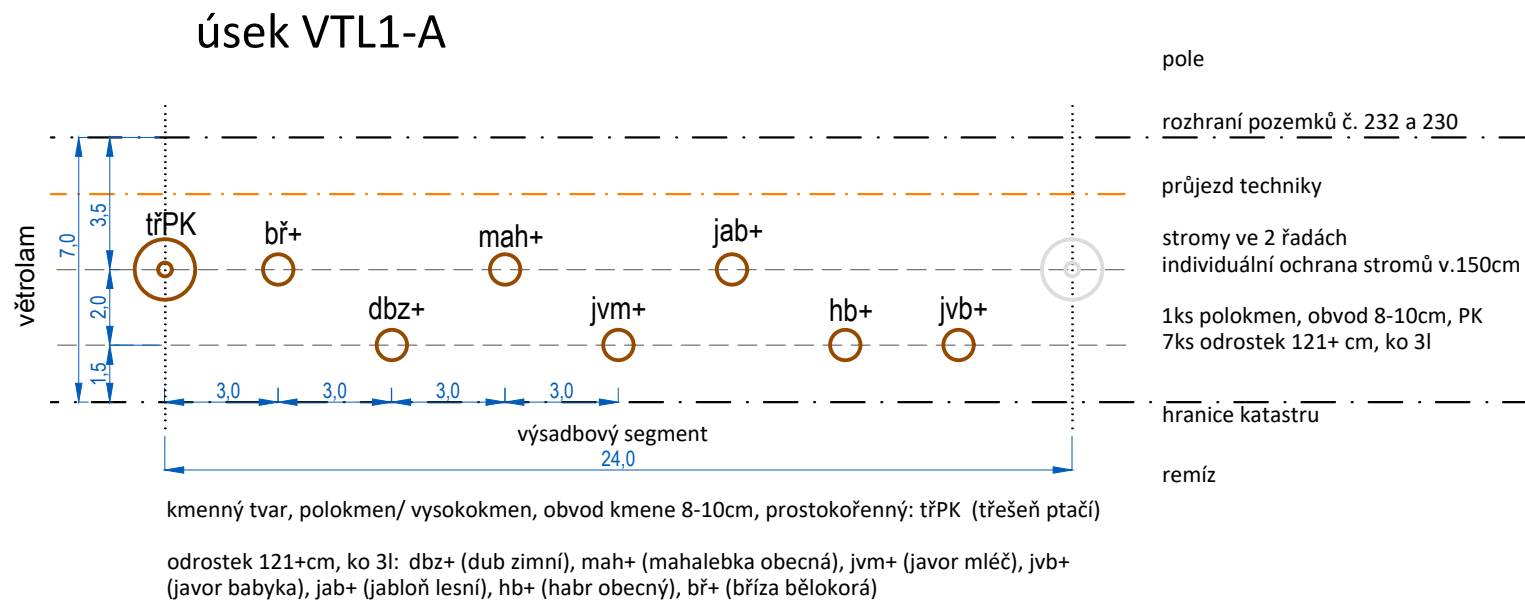 úsek VTL1-A
pole
rozhraní pozemků č. 232 a 230
průjezd techniky
stromy ve 2 řadách
individuální ochrana stromů v.150cm
1ks polokmen, obvod 8-10cm, PK
7ks odrostek 121+ cm, ko 3l
hranice katastru
remíz
větrolam
7,0
3,5
2,0
1,5
třPK
bř+
mah+
jab+
dbz+
jvm+
hb+
jvb+
3,0
3,0
3,0
3,0
výsadbový segment
24,0
kmenný tvar, polokmen/ vysokokmen, obvod kmene 8-10cm, prostokořenný: třPK (třešeň ptačí)
odrostek 121+cm, ko 3l: dbz+ (dub zimní), mah+ (mahalebka obecná), jvm+ (javor mléč), jvb+
(javor babyka), jab+ (jabloň lesní), hb+ (habr obecný), bř+ (bříza bělokorá)